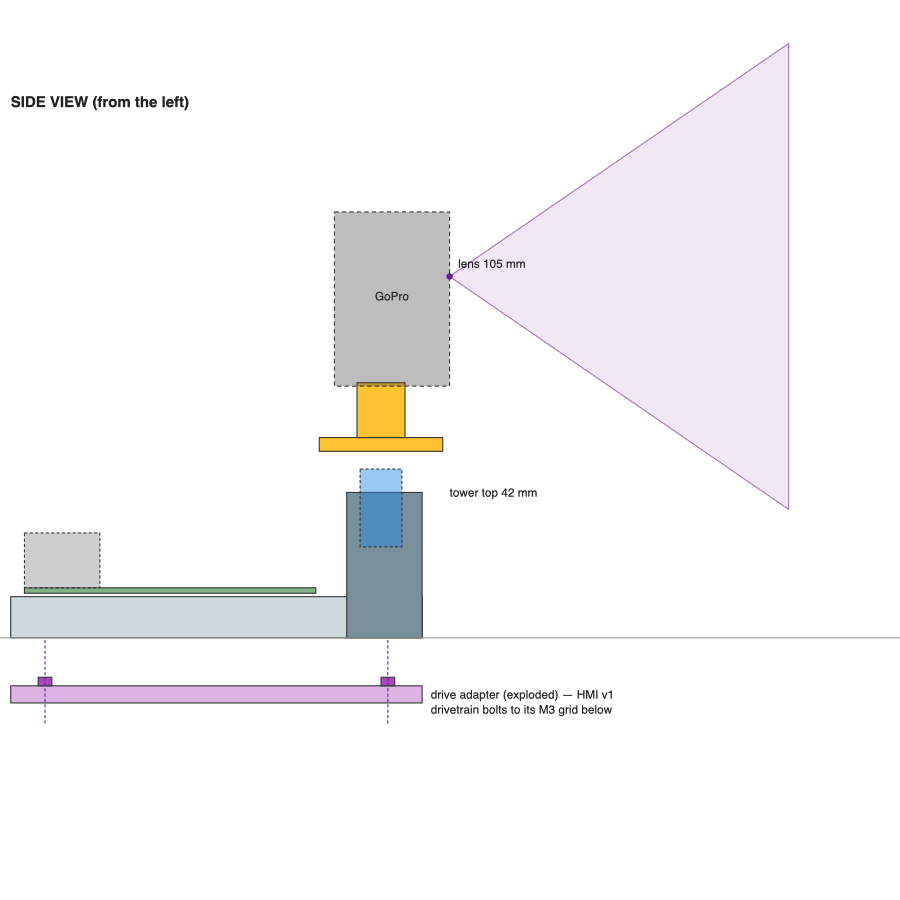 SIDE VIEW (from the left)
lens 105 mm
GoPro
tower top 42 mm
drive adapter (exploded) — HMI v1
drivetrain bolts to its M3 grid below